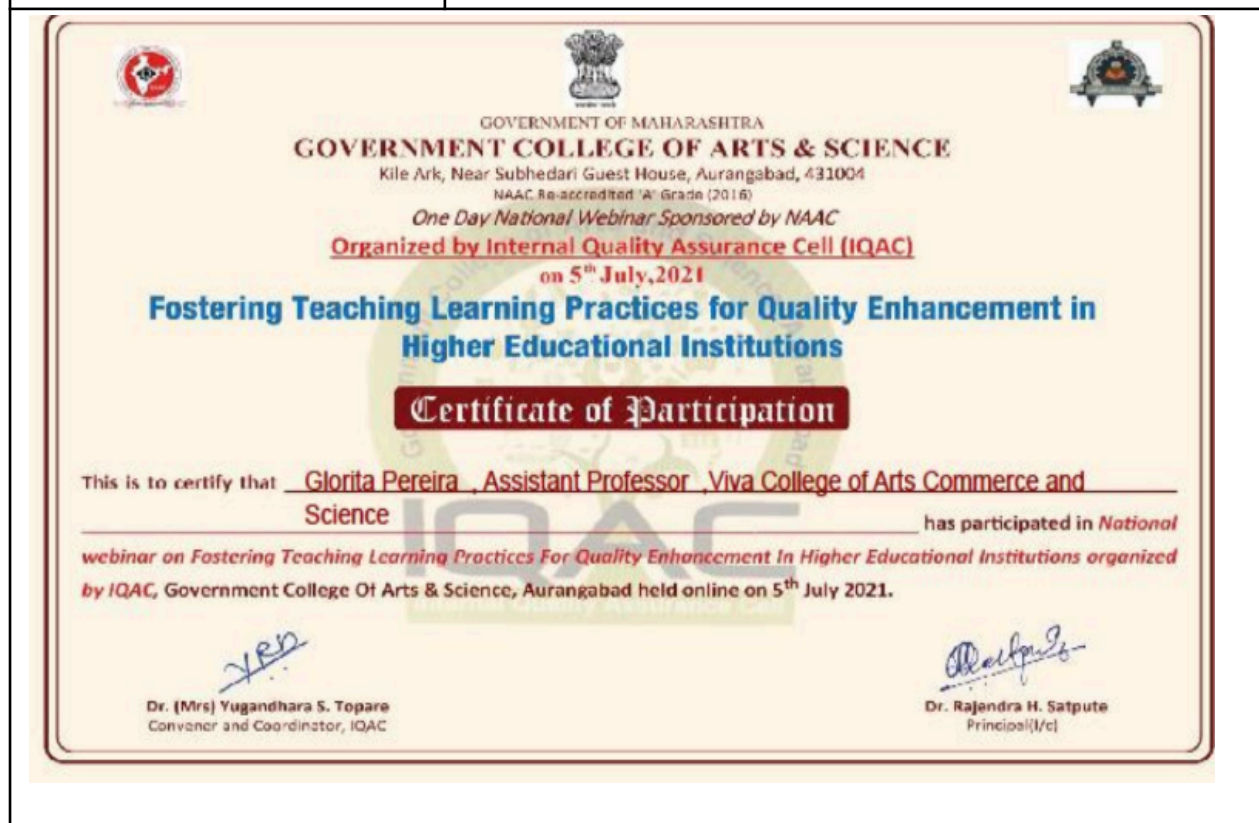 GOVERNMENT OF MAHARASHTRA
GOVERNMENT COLLEGE OF ARTS & SCIENCE
Kile Ark, Near Subhedari Guest House, Aurangabad, 431004
NAAC Re-accredited 'A' Grade (2016)
One Day National Webinar Sponsored by NAAC
Organized by Internal Quality Assurance Cell (IQAC)
on 5th July,2021
Fostering Teaching Learning Practices for Quality Enhancement in
Higher Educational Institutions
Certificate of Participation
This is to certify that Glorita Pereira , Assistant Professor ,Viva College of Arts Commerce and
Science has participated in National
webinar on Fostering Teaching Learning Practices For Quality Enhancement In Higher Educational Institutions organized
by IQAC, Government College Of Arts & Science, Aurangabad held online on 5th July 2021.
IQAC
Internal Quality Assurance Cell
Dr. (Mrs) Yugandhara S. Topare
Convener and Coordinator, IQAC
Dr. Rajendra H. Satpute
Principal(I/c)